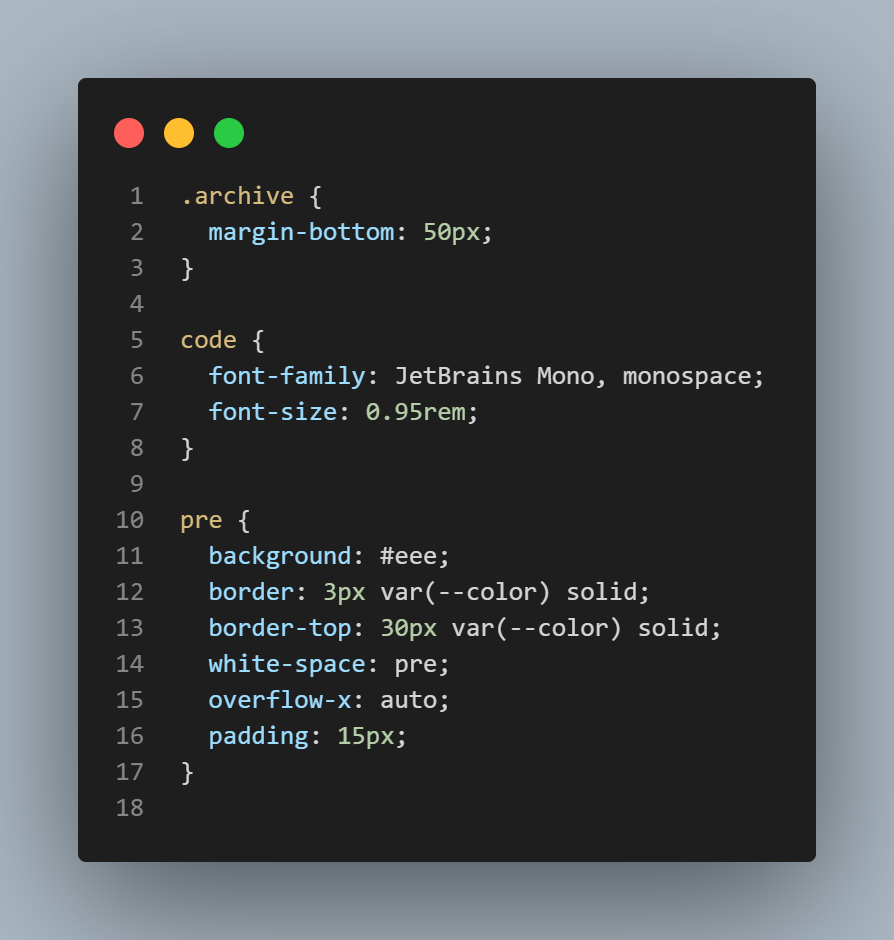 1 .archive {
2   margin-bottom: 50px;
3 }
4
5 code {
6   font-family: JetBrains Mono, monospace;
7   font-size: 0.95rem;
8 }
9
10 pre {
11   background: #eee;
12   border: 3px var(--color) solid;
13   border-top: 30px var(--color) solid;
14   white-space: pre;
15   overflow-x: auto;
16   padding: 15px;
17 }
18